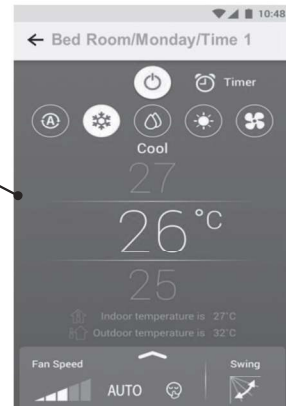 10:48
← Bed Room/Monday/Time 1
Timer
A
Cool
27
26°C
25
Indoor temperature is 27°C
Outdoor temperature is 32°C
Fan Speed Swing
AUTO